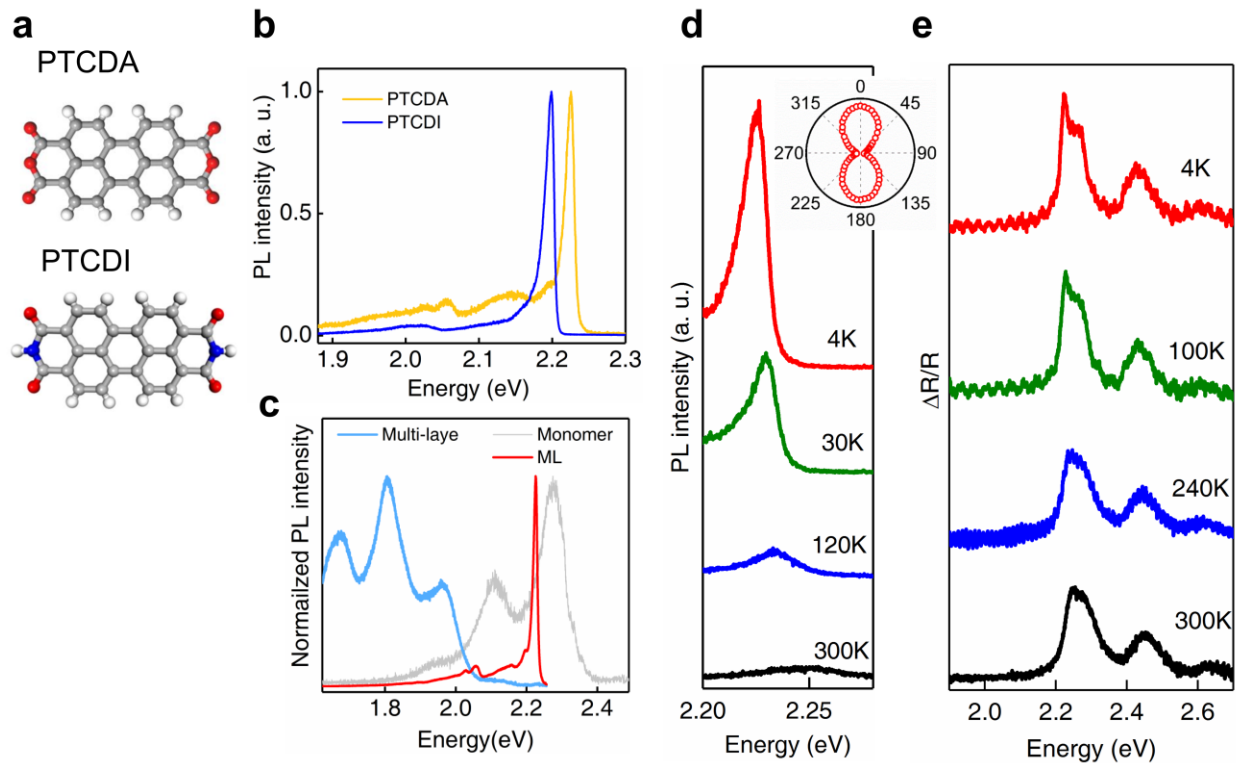 a
PTCDA
PTCDI
b
PL intensity (a. u.)
1.0
0.5
0.0
PTCDA
PTCDI
1.9 2.0 2.1 2.2 2.3
Energy (eV)
c
Normailzed PL intensity
Multi-laye
Monomer
ML
1.8 2.0 2.2 2.4
Energy(eV)
d
PL intensity (a. u.)
0
45
90
135
180
225
270
315
4K
30K
120K
300K
2.20 2.25
Energy (eV)
e
ΔR/R
4K
100K
240K
300K
2.0 2.2 2.4 2.6
Energy (eV)